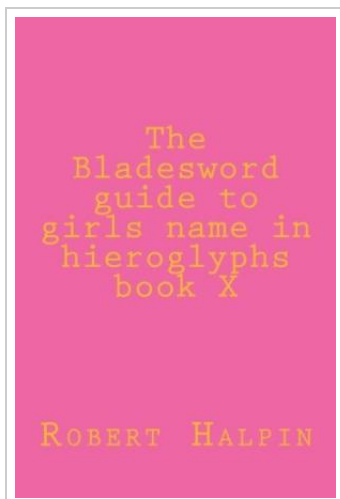 The
Bladesword
guide to
girls name in
hieroglyphs
book X
Robert Halpin